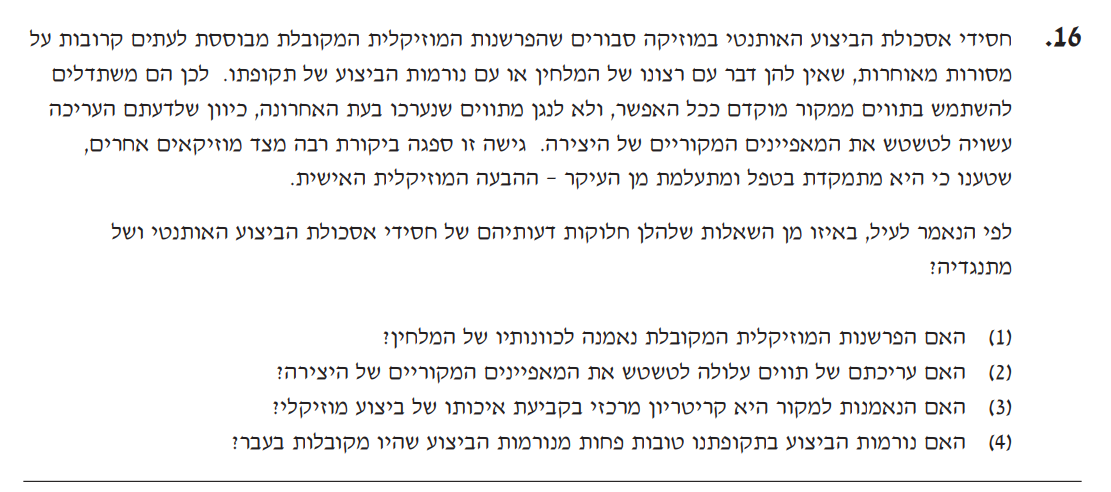 16. חסידי אסכולת הביצוע האותנטי במוזיקה סבורים שהפרשנות המוזיקלית המקובלת מבוססת לעתים קרובות על
מסורות מאוחרות, שאין להן דבר עם רצונו של המלחין או עם נורמות הביצוע של תקופתו. לכן הם משתדלים
להשתמש בתווים ממקור מוקדם ככל האפשר, ולא לנגן מתווים שנערכו בעת האחרונה, כיוון שלדעתם העריכה
עשויה לטשטש את המאפיינים המקוריים של היצירה. גישה זו ספגה ביקורת רבה מצד מוזיקאים אחרים,
שטענו כי היא מתמקדת בטפל ומתעלמת מן העיקר – ההבעה המוזיקלית האישית.
לפי הנאמר לעיל, באיזו מן השאלות שלהלן חלוקות דעותיהם של חסידי אסכולת הביצוע האותנטי ושל
מתנגדיה?
(1) האם הפרשנות המוזיקלית המקובלת נאמנה לכוונותיו של המלחין?
(2) האם עריכתם של תווים עלולה לטשטש את המאפיינים המקוריים של היצירה?
(3) האם הנאמנות למקור היא קריטריון מרכזי בקביעת איכותו של ביצוע מוזיקלי?
(4) האם נורמות הביצוע בתקופתנו טובות פחות מנורמות הביצוע שהיו מקובלות בעבר?